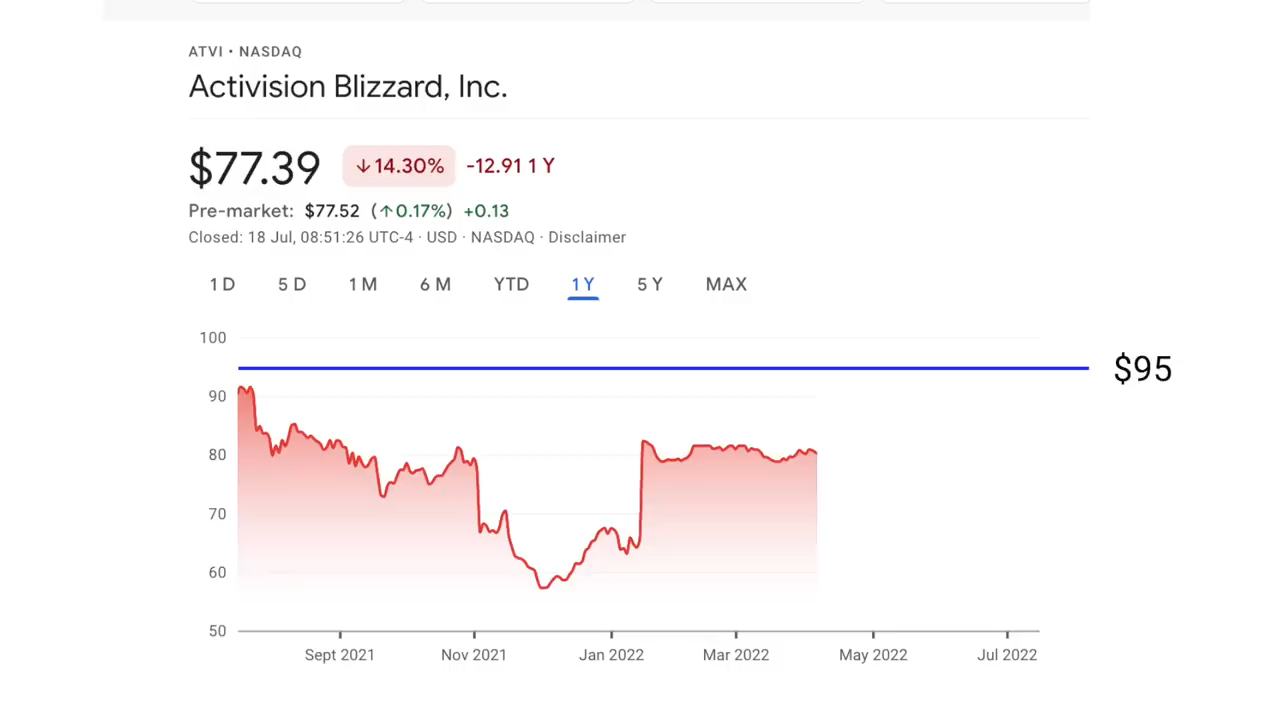 ATVI • NASDAQ
Activision Blizzard, Inc.
$77.39 ↓14.30% -12.91 1 Y
Pre-market: $77.52 (↑0.17%) +0.13
Closed: 18 Jul, 08:51:26 UTC-4 · USD · NASDAQ · Disclaimer
1 D 5 D 1 M 6 M YTD 1 Y 5 Y MAX
100
$95
90
80
70
60
50
Sept 2021 Nov 2021 Jan 2022 Mar 2022 May 2022 Jul 2022